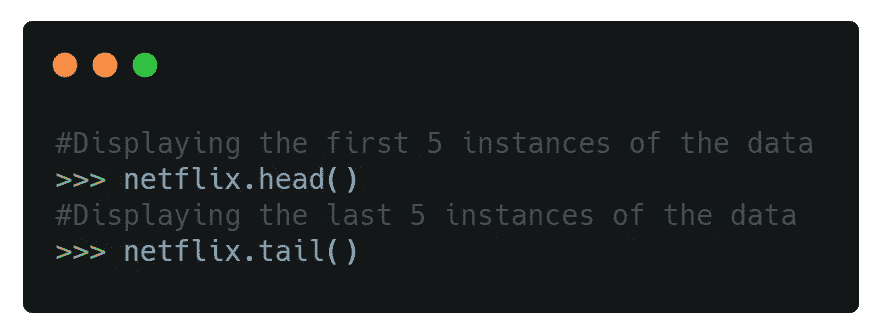 #Displaying the first 5 instances of the data
>>> netflix.head()
#Displaying the last 5 instances of the data
>>> netflix.tail()